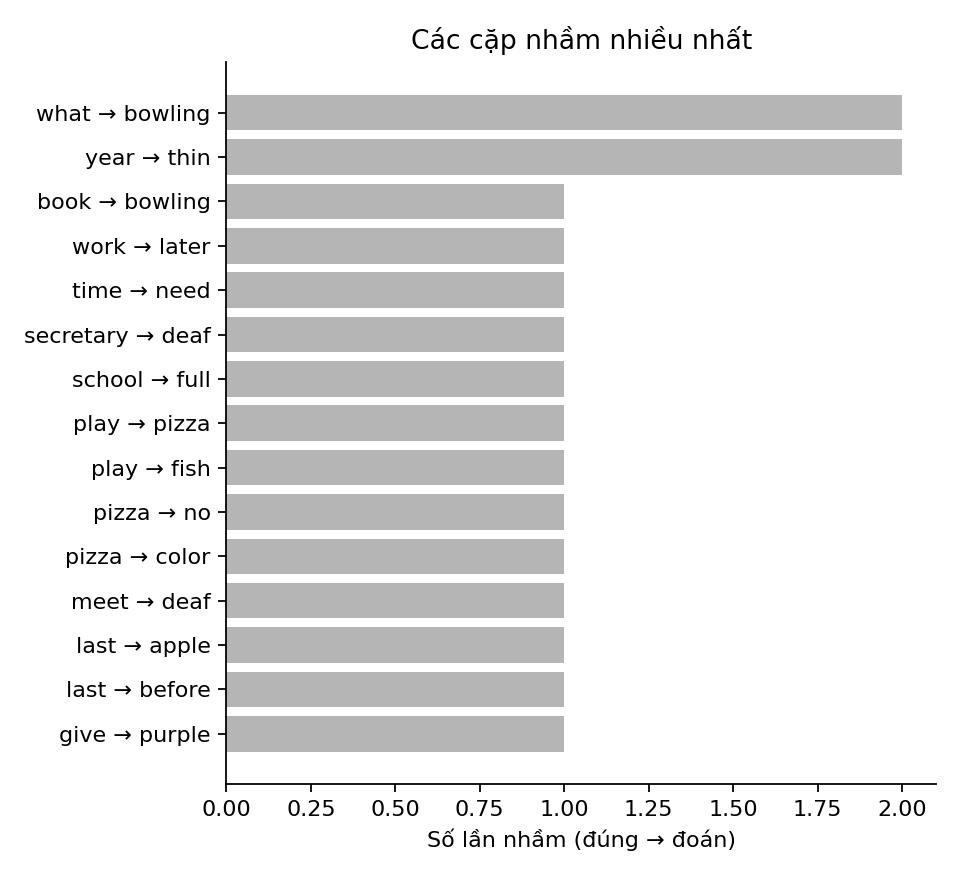 Các cặp nhầm nhiều nhất
what → bowling
year → thin
book → bowling
work → later
time → need
secretary → deaf
school → full
play → pizza
play → fish
pizza → no
pizza → color
meet → deaf
last → apple
last → before
give → purple
0.00 0.25 0.50 0.75 1.00 1.25 1.50 1.75 2.00
Số lần nhầm (đúng → đoán)